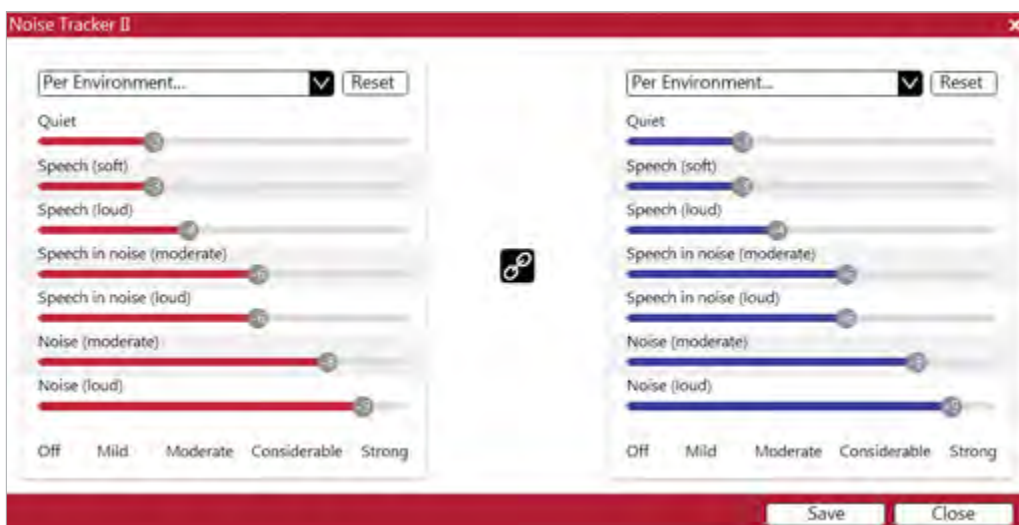 Noise Tracker II
Per Environment...
Reset
Quiet
Speech (soft)
Speech (loud)
Speech in noise (moderate)
Speech in noise (loud)
Noise (moderate)
Noise (loud)
Off Mild Moderate Considerable Strong
Per Environment...
Reset
Quiet
Speech (soft)
Speech (loud)
Speech in noise (moderate)
Speech in noise (loud)
Noise (moderate)
Noise (loud)
Off Mild Moderate Considerable Strong
Save Close